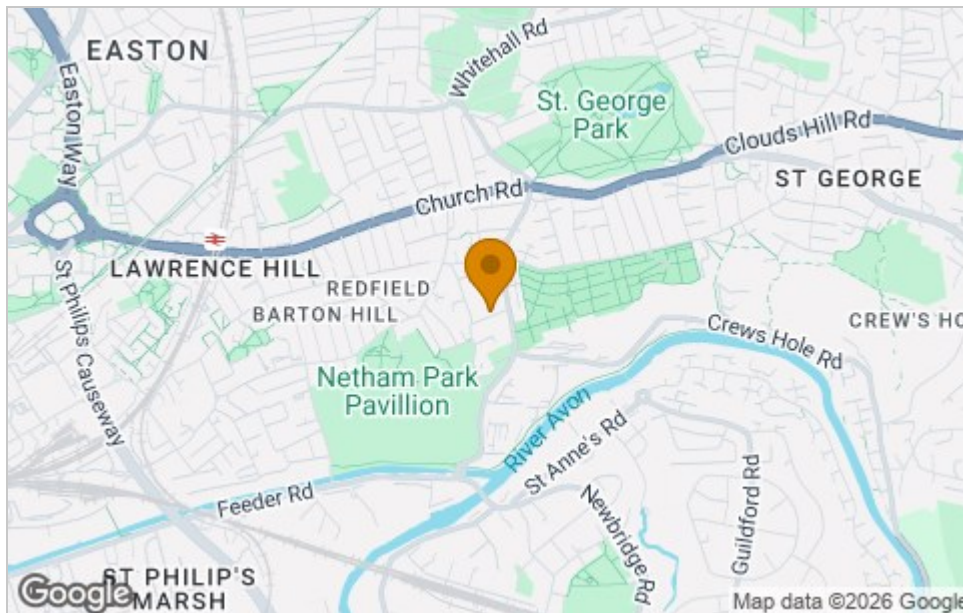 EASTON
Easton Way
Whitehall Rd
St. George
Park
Clouds Hill Rd
ST GEORGE
Church Rd
LAWRENCE HILL
REDFIELD
BARTON HILL
St Philips Causeway
Netham Park
Pavillion
CREW'S HO
Crews Hole Rd
River Avon
St Anne's Rd
Feeder Rd
Newbridge Rd
Guildford Rd
ST PHILIP'S
MARSH
Google
Map data ©2026 Google